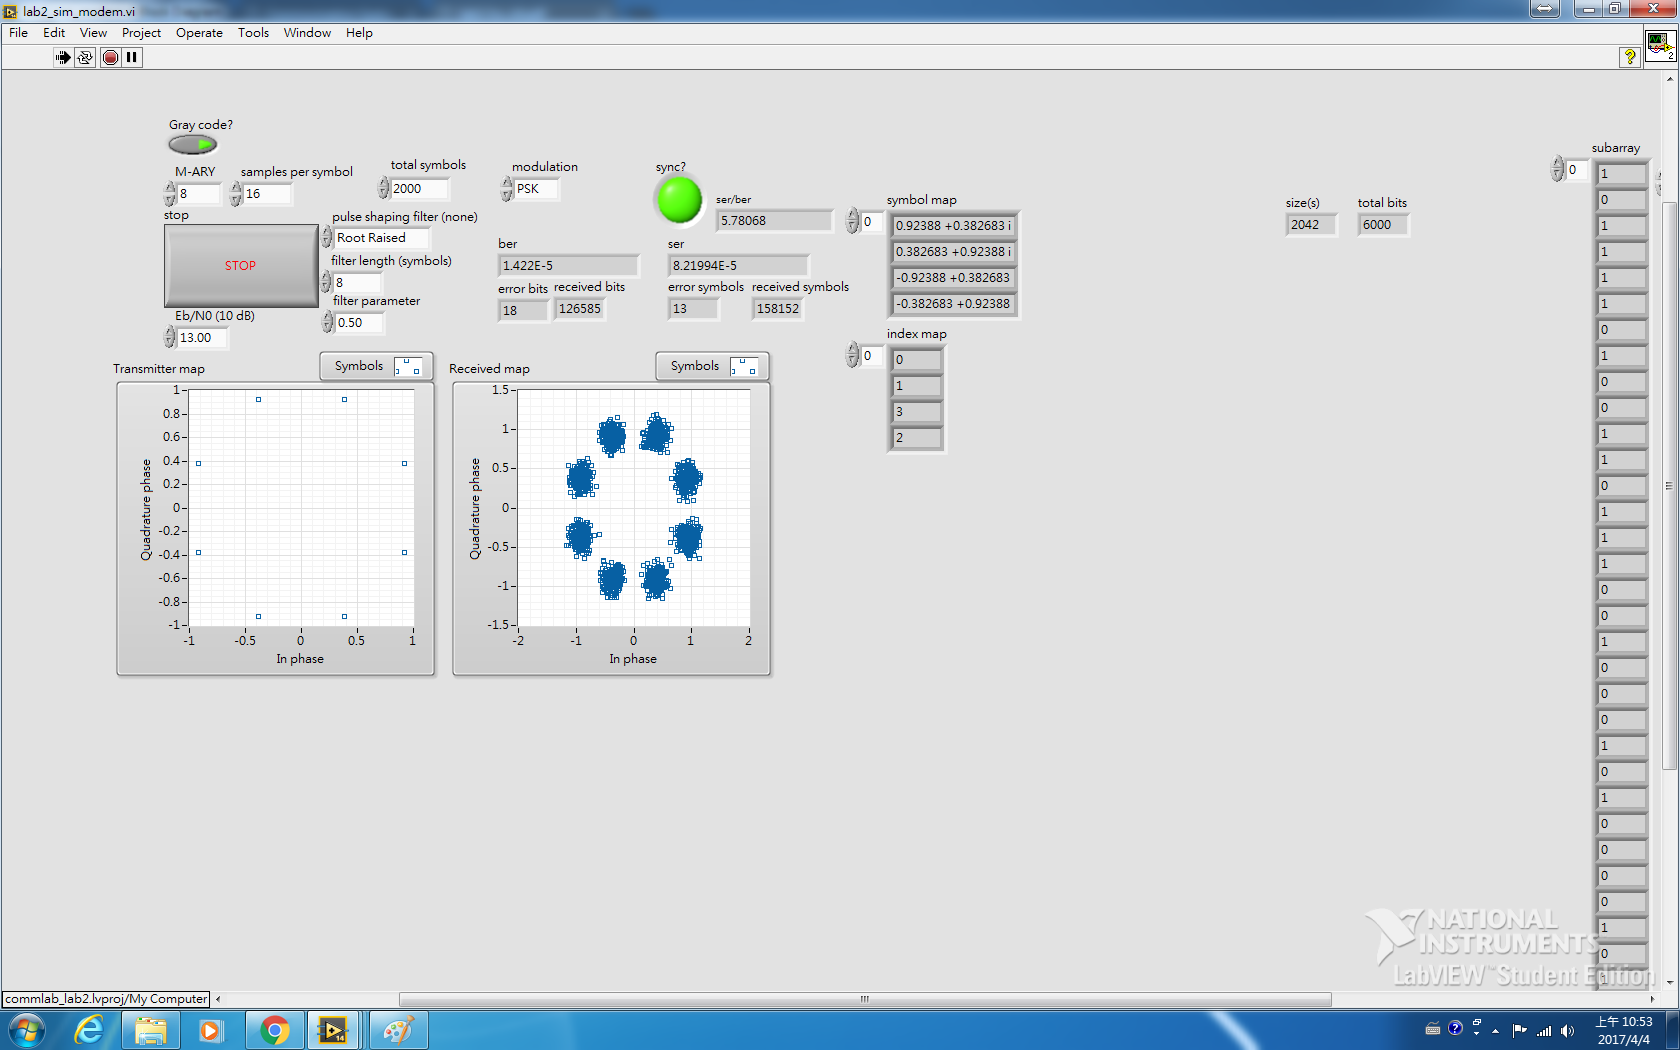 lab2_sim_modem.vi
File Edit View Project Operate Tools Window Help
2
Gray code?
M-ARY
8
samples per symbol
16
total symbols
2000
modulation
PSK
sync?
ser/ber
5.78068
stop
STOP
pulse shaping filter (none)
Root Raised
filter length (symbols)
8
filter parameter
0.50
Eb/N0 (10 dB)
13.00
ber
1.422E-5
error bits
18
received bits
126585
ser
8.21994E-5
error symbols
13
received symbols
158152
symbol map
0
0.92388 +0.382683 i
0.382683 +0.92388 i
-0.92388 +0.382683
-0.382683 +0.92388
index map
0
0
1
3
2
size(s)
2042
total bits
6000
subarray
0
1
0
1
1
1
1
0
1
0
0
1
1
0
1
1
1
0
0
1
0
0
0
1
0
1
0
0
0
0
1
0
Transmitter map
Symbols
Quadrature phase
1
0.8
0.6
0.4
0.2
0
-0.2
-0.4
-0.6
-0.8
-1
-1 -0.5 0 0.5 1
In phase
Received map
Symbols
Quadrature phase
1.5
1
0.5
0
-0.5
-1
-1.5
-2 -1 0 1 2
In phase
NATIONAL
INSTRUMENTS
LabVIEW™ Student Edition
commlab_lab2.lvproj/My Computer
14
上午 10:53
2017/4/4